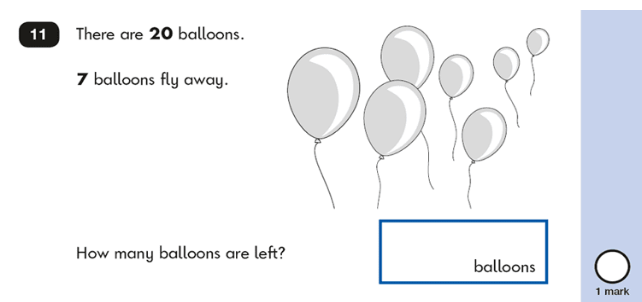 11 There are 20 balloons.
7 balloons fly away.
How many balloons are left?
balloons
1 mark